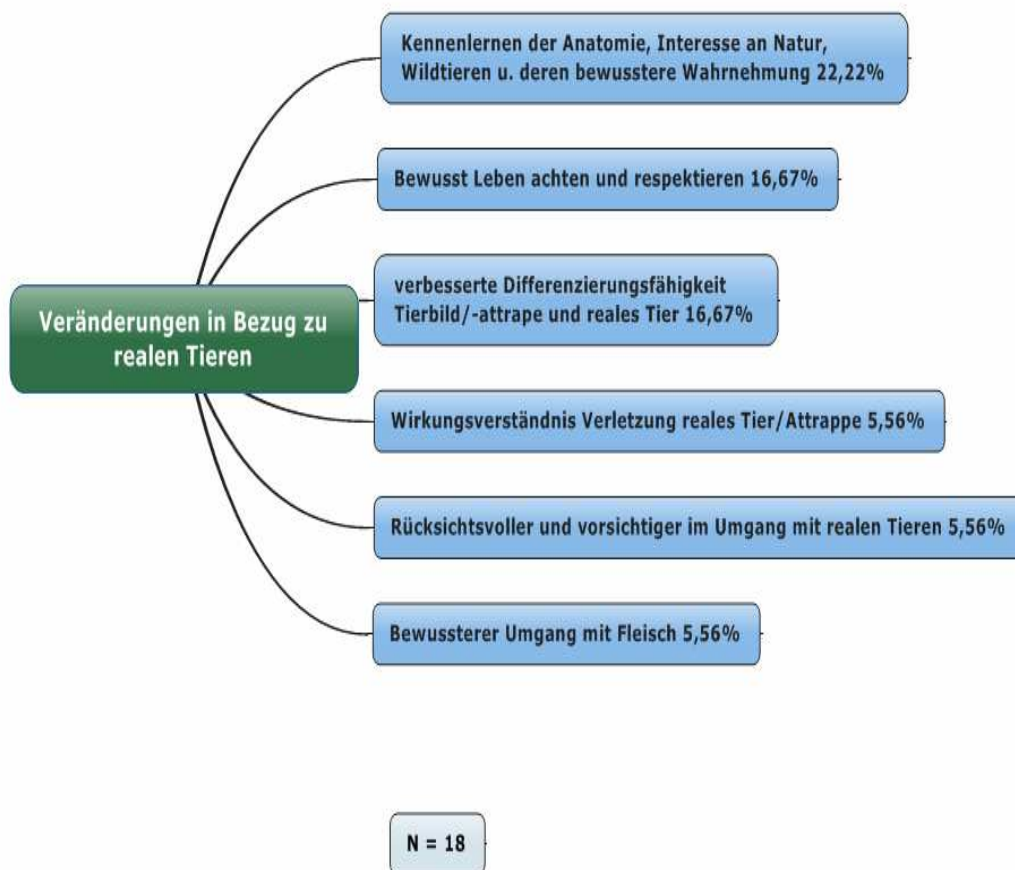 Kennenlernen der Anatomie, Interesse an Natur,
Wildtieren u. deren bewusstere Wahrnehmung 22,22%
Bewusst Leben achten und respektieren 16,67%
verbesserte Differenzierungsfähigkeit
Tierbild/-attrape und reales Tier 16,67%
Veränderungen in Bezug zu
realen Tieren
Wirkungsverständnis Verletzung reales Tier/Attrappe 5,56%
Rücksichtsvoller und vorsichtiger im Umgang mit realen Tieren 5,56%
Bewussterer Umgang mit Fleisch 5,56%
N = 18